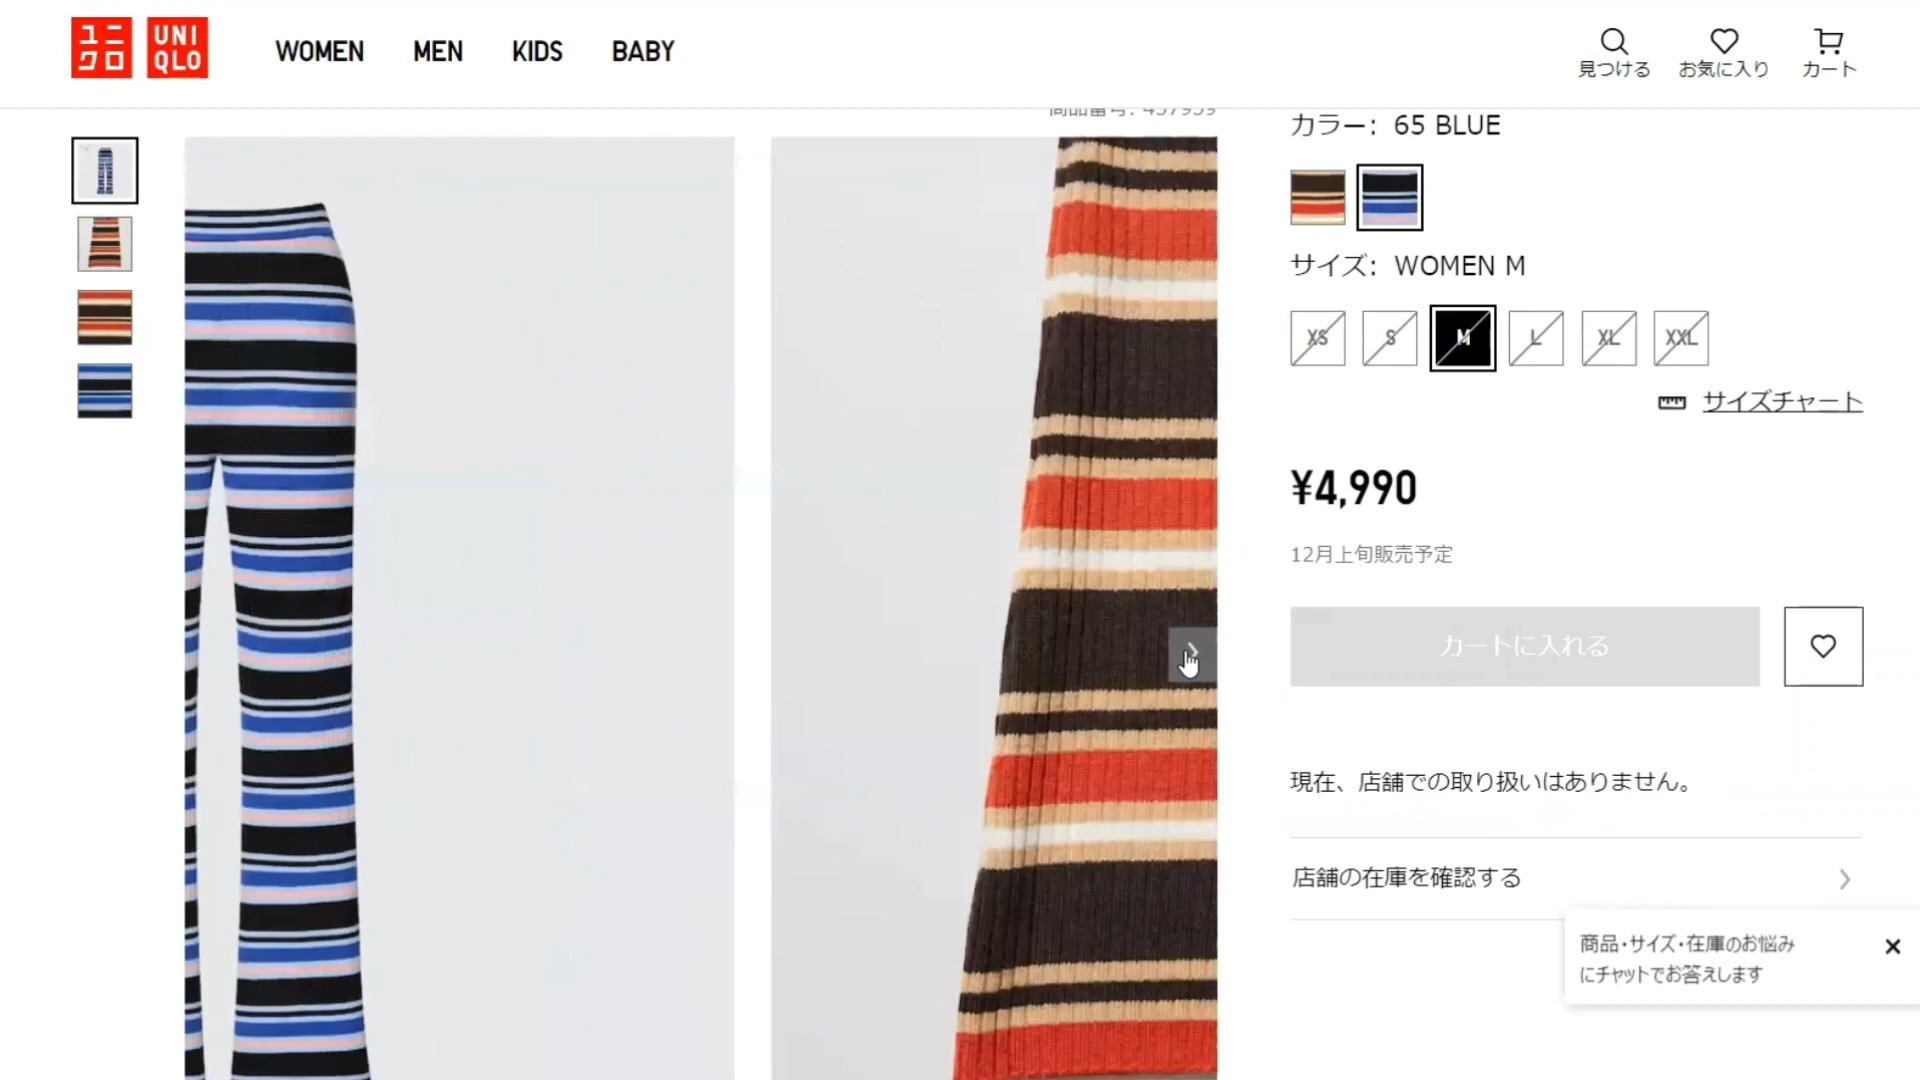 ユニ
クロ
UNI
QLO
WOMEN
MEN
KIDS
BABY
見つける
お気に入り
カート
カラー: 65 BLUE
サイズ: WOMEN M
XS
S
M
L
XL
XXL
サイズチャート
¥4,990
12月上旬販売予定
カートに入れる
現在、店舗での取り扱いはありません。
店舗の在庫を確認する
商品・サイズ・在庫のお悩み
にチャットでお答えします